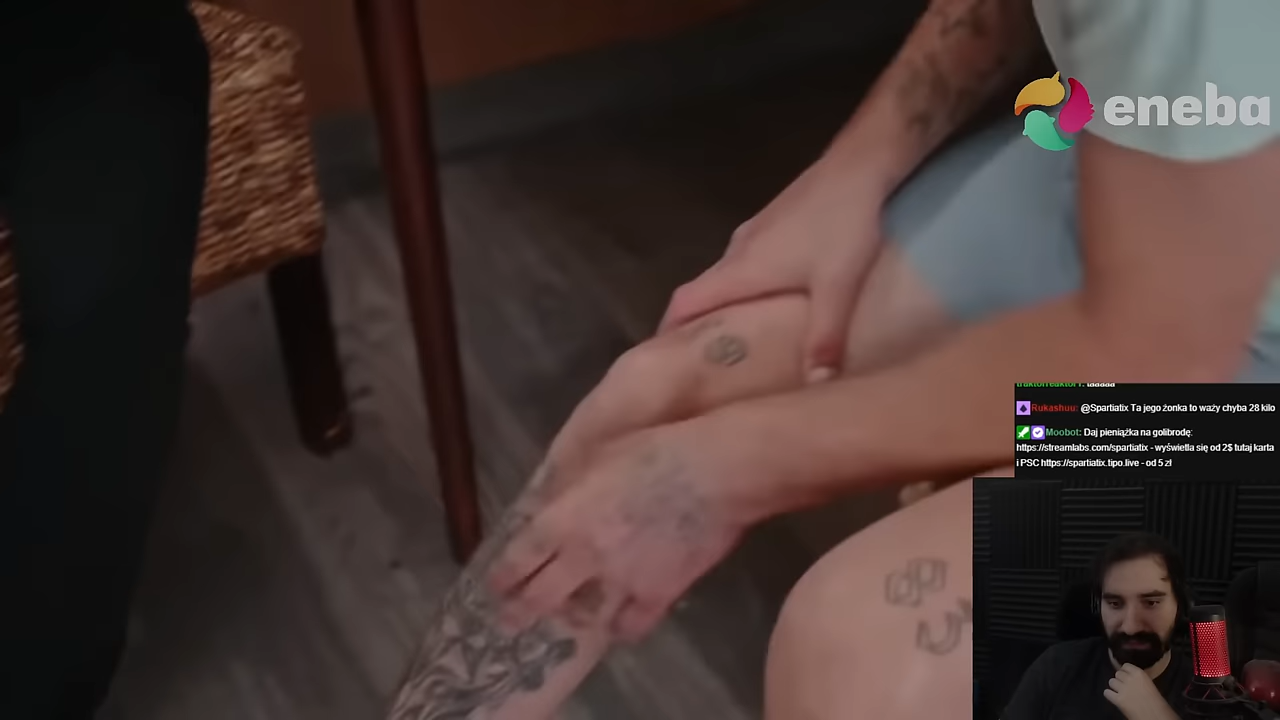 eneba
Rukashuu: @Spartiatix Ta jego żonka to waży chyba 28 kilo
Moobot: Daj pieniążka na golibrodę:
https://streamlabs.com/spartiatix - wyświetla się od 2$ tutaj karta
i PSC https://spartiatix.tipo.live - od 5 zł